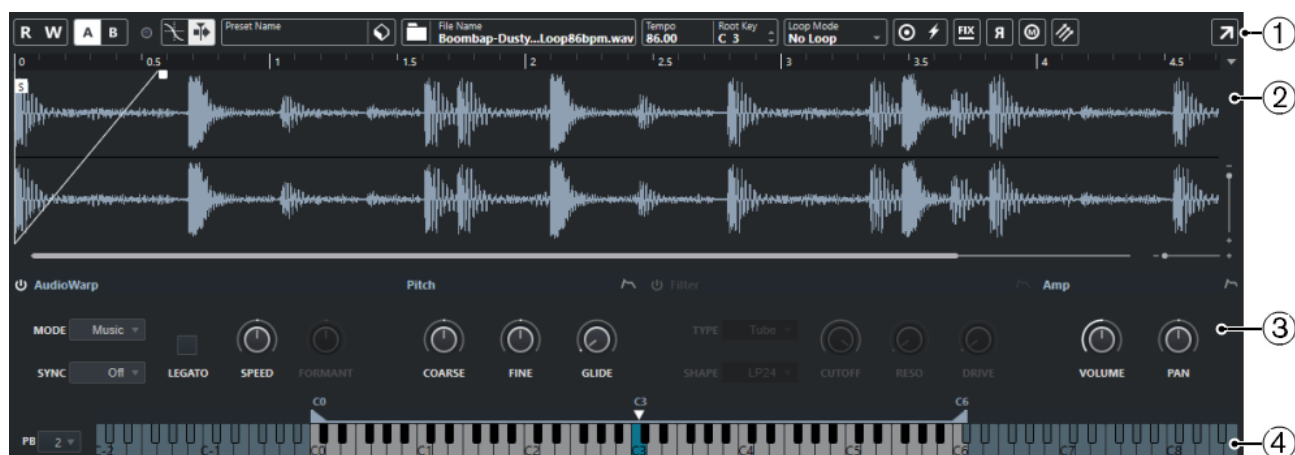 R W A B Preset Name File Name Tempo Root Key Loop Mode
Boombap-Dusty...Loop86bpm.wav 86.00 C 3 No Loop FIX Я M 1
0 0.5 1 1.5 2 2.5 3 3.5 4 4.5
S
2
AudioWarp Pitch Filter Amp
MODE Music TYPE Tube 3
SYNC Off LEGATO SPEED FORMANT COARSE FINE GLIDE SHAPE LP24 CUTOFF RESO DRIVE VOLUME PAN
C0 C3 C6
PB 2 C-2 C-1 C0 C1 C2 C3 C4 C5 C6 C7 C8 4